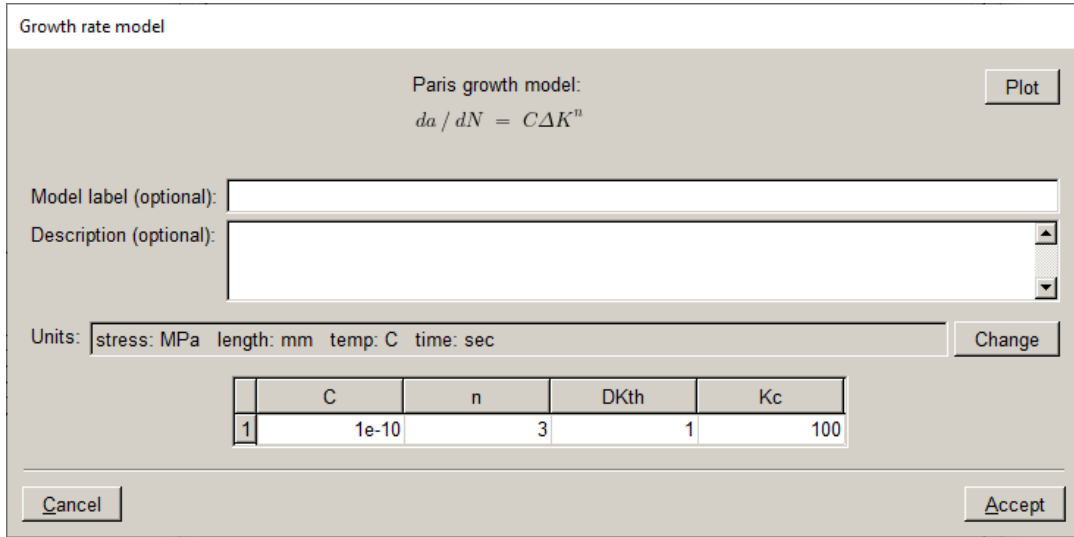 Growth rate model
Paris growth model:
Plot
da / dN = CΔKⁿ
Model label (optional):
Description (optional):
Units: stress: MPa length: mm temp: C time: sec Change
C n DKth Kc
1 1e-10 3 1 100
Cancel Accept